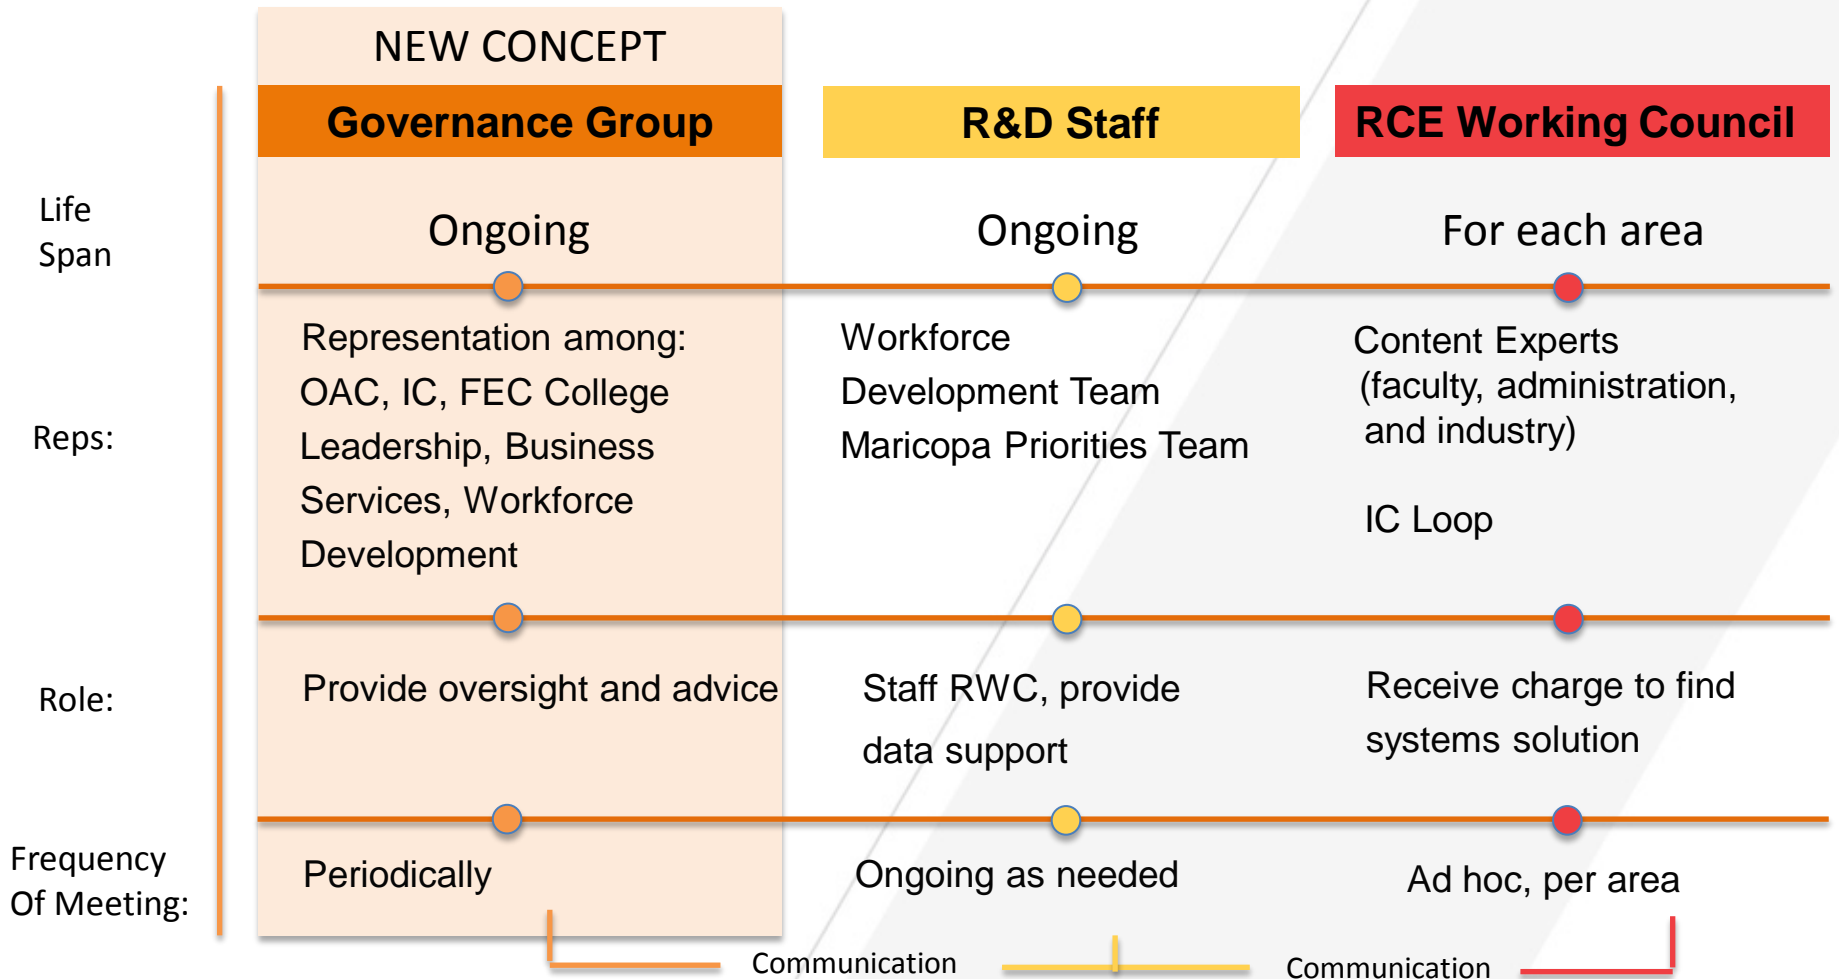 NEW CONCEPT
Governance Group
R&D Staff
RCE Working Council
Life
Span
Ongoing
Ongoing
For each area
Reps:
Representation among:
OAC, IC, FEC College
Leadership, Business
Services, Workforce
Development
Workforce
Development Team
Maricopa Priorities Team
Content Experts
(faculty, administration,
and industry)
IC Loop
Role:
Provide oversight and advice
Staff RWC, provide
data support
Receive charge to find
systems solution
Frequency
Of Meeting:
Periodically
Ongoing as needed
Ad hoc, per area
Communication
Communication